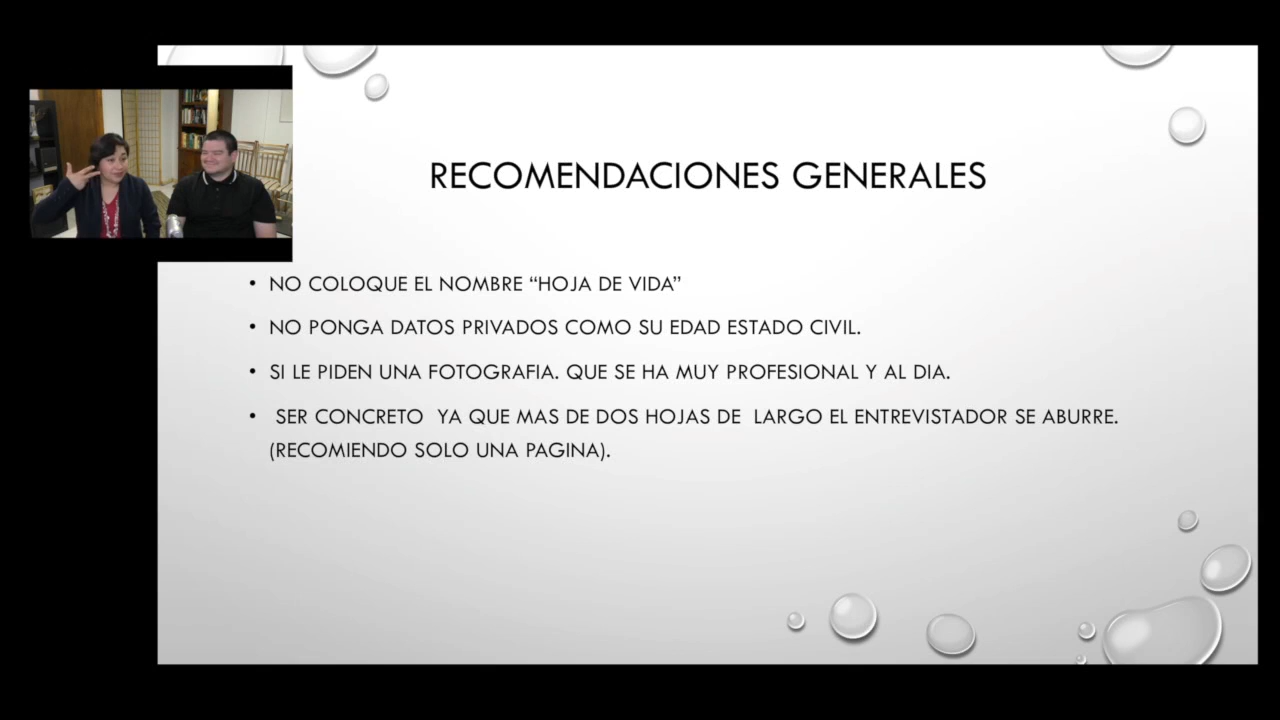 RECOMENDACIONES GENERALES
• NO COLOQUE EL NOMBRE “HOJA DE VIDA”
• NO PONGA DATOS PRIVADOS COMO SU EDAD ESTADO CIVIL.
• SI LE PIDEN UNA FOTOGRAFIA. QUE SE HA MUY PROFESIONAL Y AL DIA.
• SER CONCRETO YA QUE MAS DE DOS HOJAS DE LARGO EL ENTREVISTADOR SE ABURRE.
(RECOMIENDO SOLO UNA PAGINA).